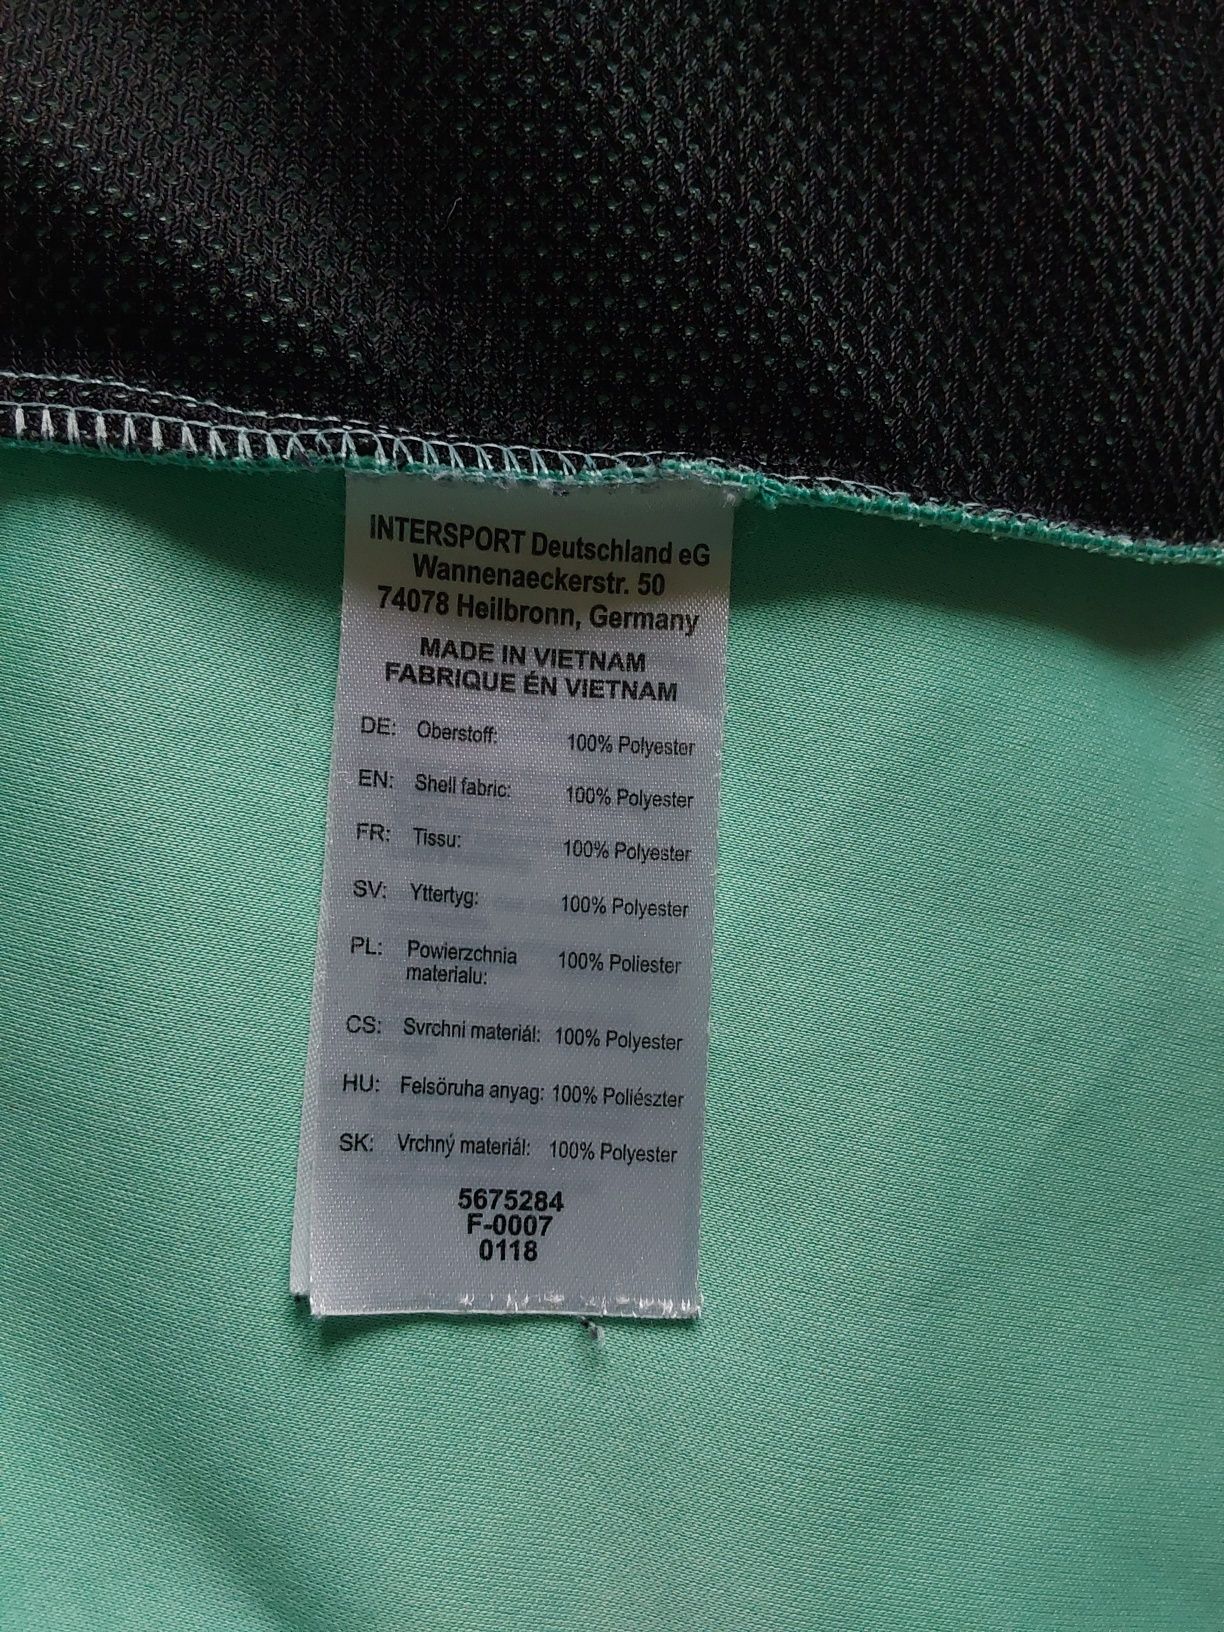 INTERSPORT Deutschland eG
Wannenaeckerstr. 50
74078 Heilbronn, Germany
MADE IN VIETNAM
FABRIQUE ÉN VIETNAM
DE: Oberstoff: 100% Polyester
EN: Shell fabric: 100% Polyester
FR: Tissu: 100% Polyester
SV: Yttertyg: 100% Polyester
PL: Powierzchnia 100% Poliester
materialu:
CS: Svrchni materiál: 100% Polyester
HU: Felsöruha anyag: 100% Poliészter
SK: Vrchný materiál: 100% Polyester
5675284
F-0007
0118